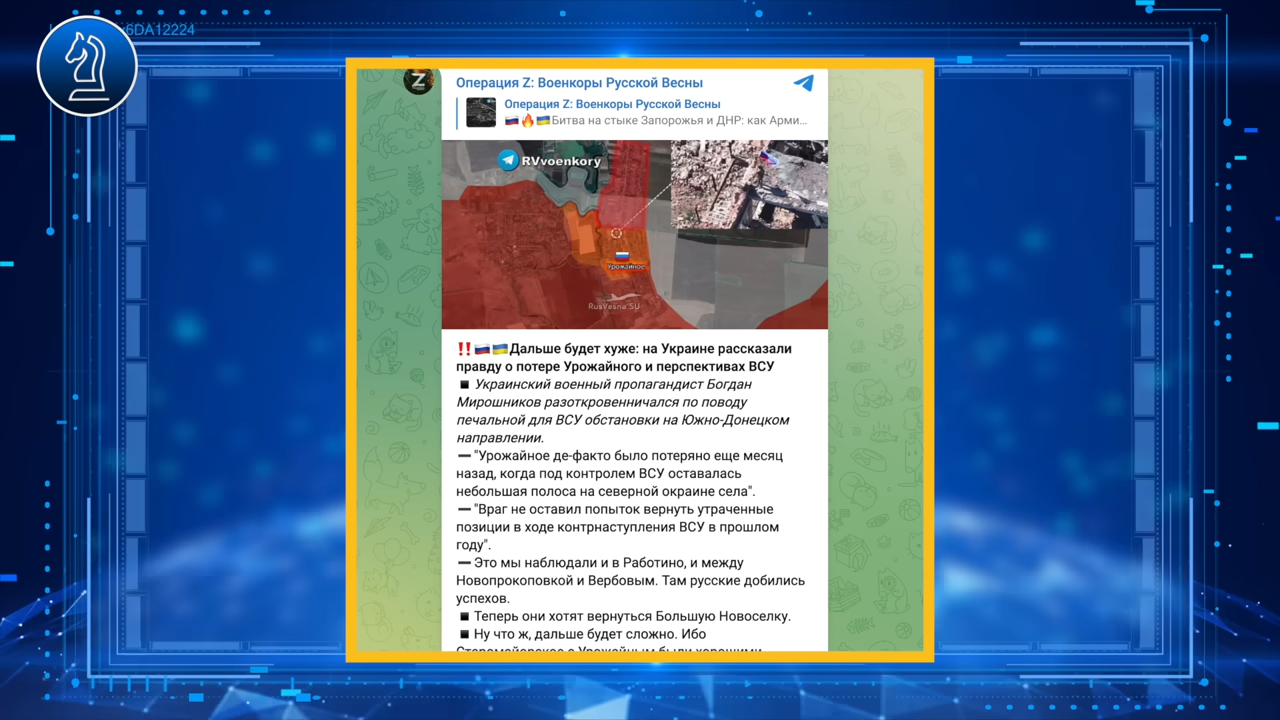 6DA12224
Операция Z: Военкоры Русской Весны
Операция Z: Военкоры Русской Весны
🇷🇺🔥🇺🇦Битва на стыке Запорожья и ДНР: как Арми...
RVvoenkory
Урожайное
RusVesna.SU
‼️🇷🇺🇺🇦Дальше будет хуже: на Украине рассказали
правду о потере Урожайного и перспективах ВСУ
◾ Украинский военный пропагандист Богдан
Мирошников разоткровенничался по поводу
печальной для ВСУ обстановки на Южно-Донецком
направлении.
➖"Урожайное де-факто было потеряно еще месяц
назад, когда под контролем ВСУ оставалась
небольшая полоса на северной окраине села".
➖"Враг не оставил попыток вернуть утраченные
позиции в ходе контрнаступления ВСУ в прошлом
году".
➖Это мы наблюдали и в Работино, и между
Новопрокоповкой и Вербовым. Там русские добились
успехов.
◾ Теперь они хотят вернуться Большую Новоселку.
◾ Ну что ж, дальше будет сложно. Ибо
Старомайорское с Урожайным были хорошими